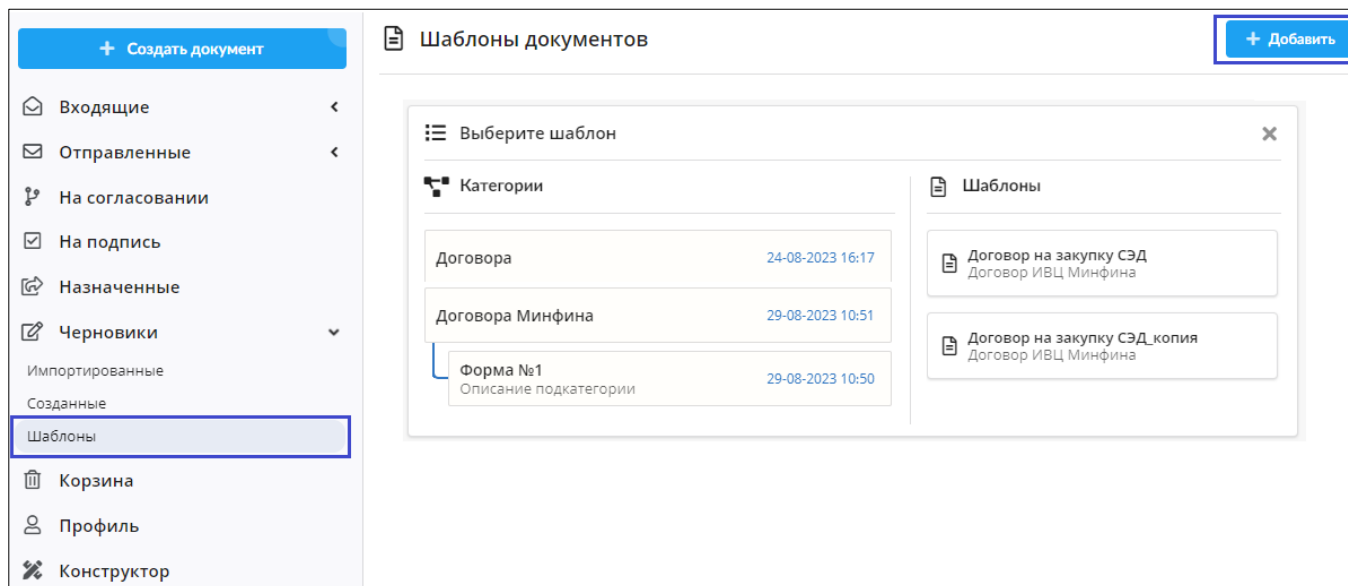 Создать документ
Входящие
Отправленные
На согласовании
На подпись
Назначенные
Черновики
Импортированные
Созданные
Шаблоны
Корзина
Профиль
Конструктор
Шаблоны документов
+ Добавить
Выберите шаблон
Категории
Договора 24-08-2023 16:17
Договора Минфина 29-08-2023 10:51
Форма №1
Описание подкатегории
29-08-2023 10:50
Шаблоны
Договор на закупку СЭД
Договор ИВЦ Минфина
Договор на закупку СЭД_копия
Договор ИВЦ Минфина